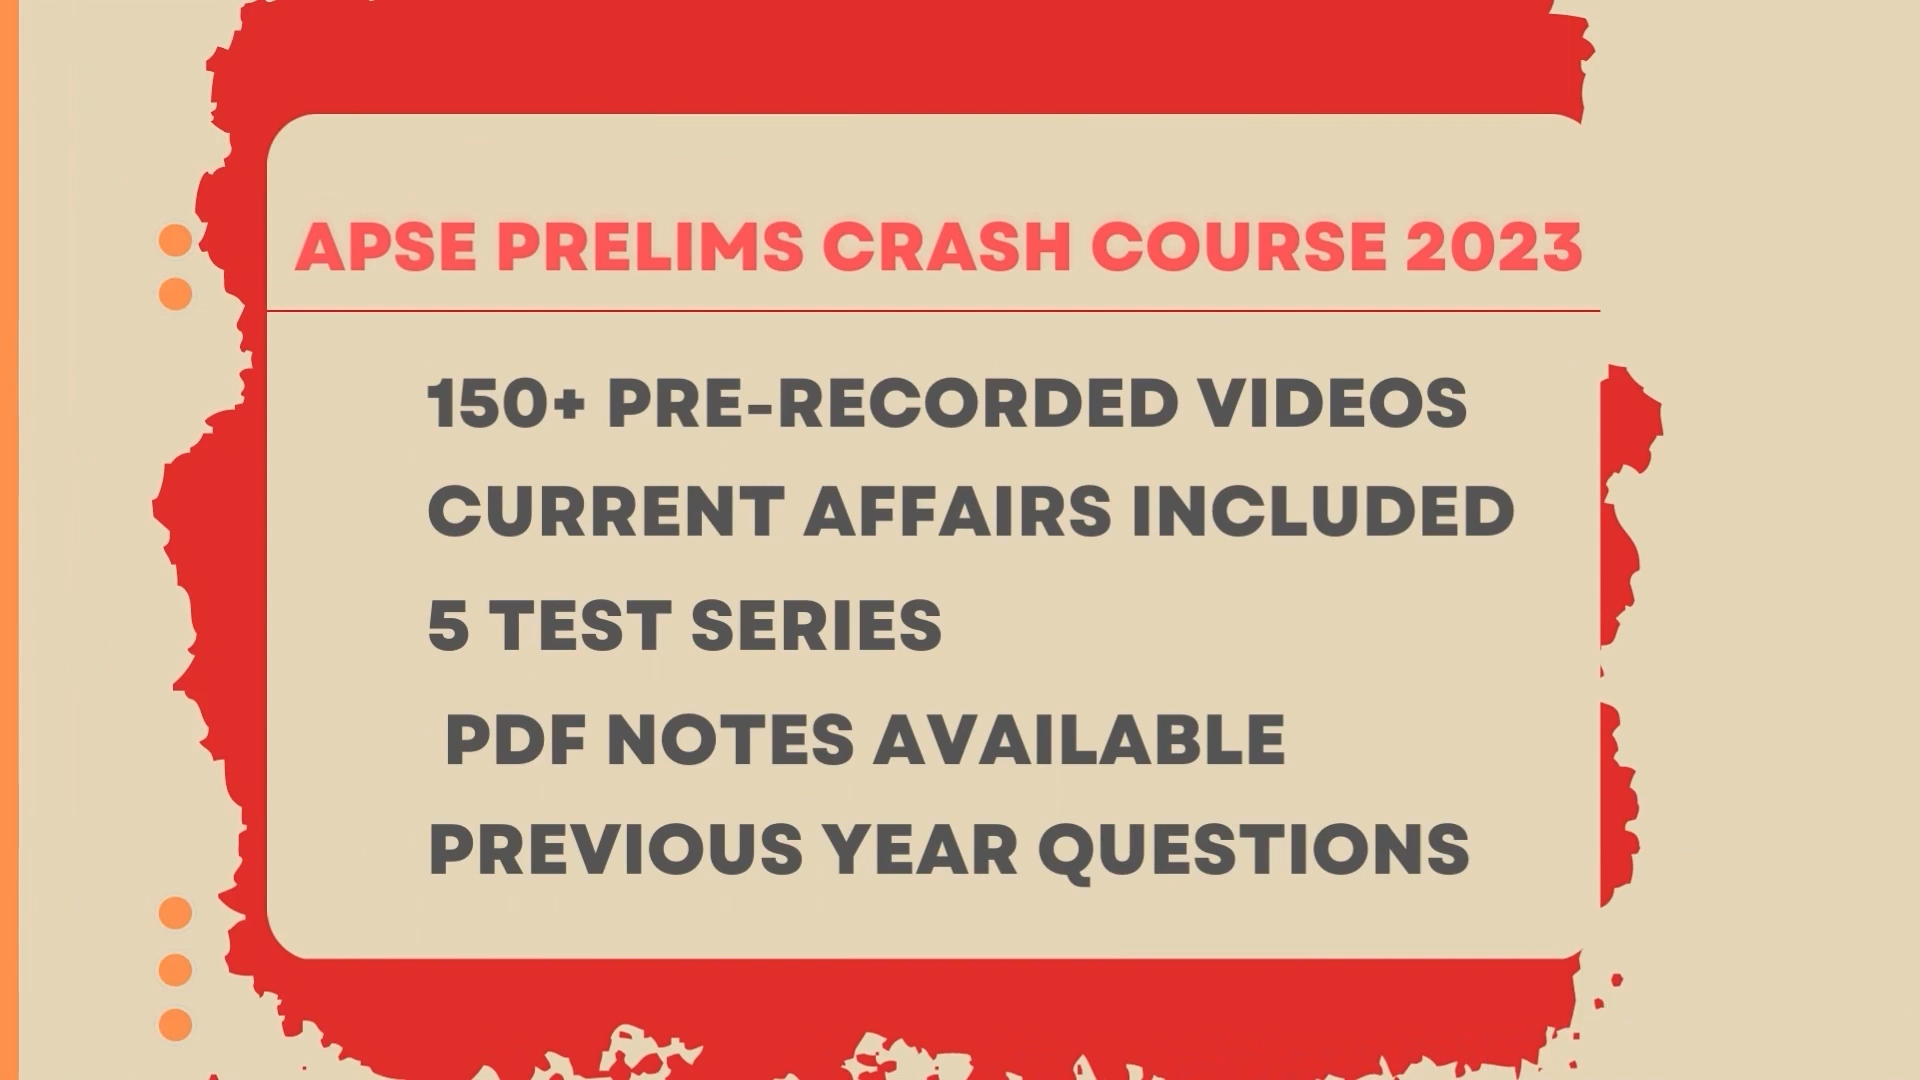 APSE PRELIMS CRASH COURSE 2023
150+ PRE-RECORDED VIDEOS
CURRENT AFFAIRS INCLUDED
5 TEST SERIES
PDF NOTES AVAILABLE
PREVIOUS YEAR QUESTIONS